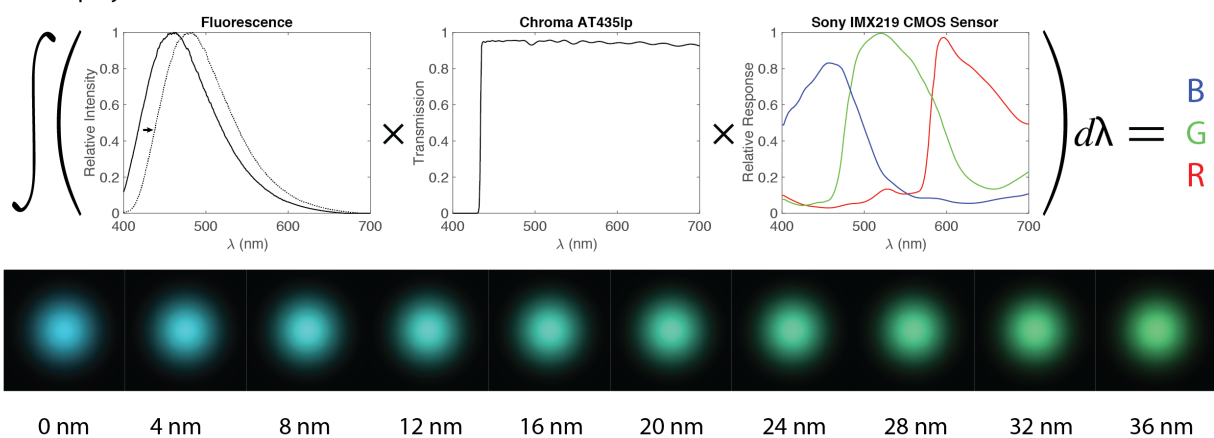 Fluorescence
Chroma AT435lp
Sony IMX219 CMOS Sensor
∫ ( × × ) dλ = B G R
Relative Intensity
1
0.8
0.6
0.4
0.2
0
400 500 600 700
λ (nm)
Transmission
1
0.8
0.6
0.4
0.2
0
400 500 600 700
λ (nm)
Relative Response
1
0.8
0.6
0.4
0.2
0
400 500 600 700
λ (nm)
0 nm 4 nm 8 nm 12 nm 16 nm 20 nm 24 nm 28 nm 32 nm 36 nm